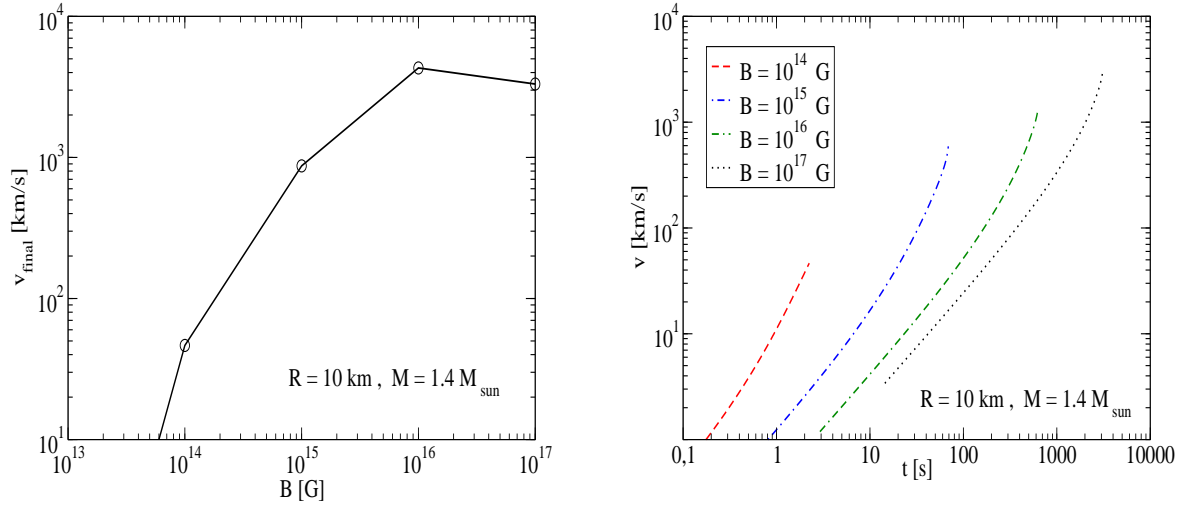 10^4
10^3
10^2
10^1
v_final [km/s]
R = 10 km , M = 1.4 M_sun
10^13 10^14 10^15 10^16 10^17
B [G]
10^4
10^3
10^2
10^1
v [km/s]
B = 10^14 G
B = 10^15 G
B = 10^16 G
B = 10^17 G
R = 10 km , M = 1.4 M_sun
0,1 1 10 100 1000 10000
t [s]